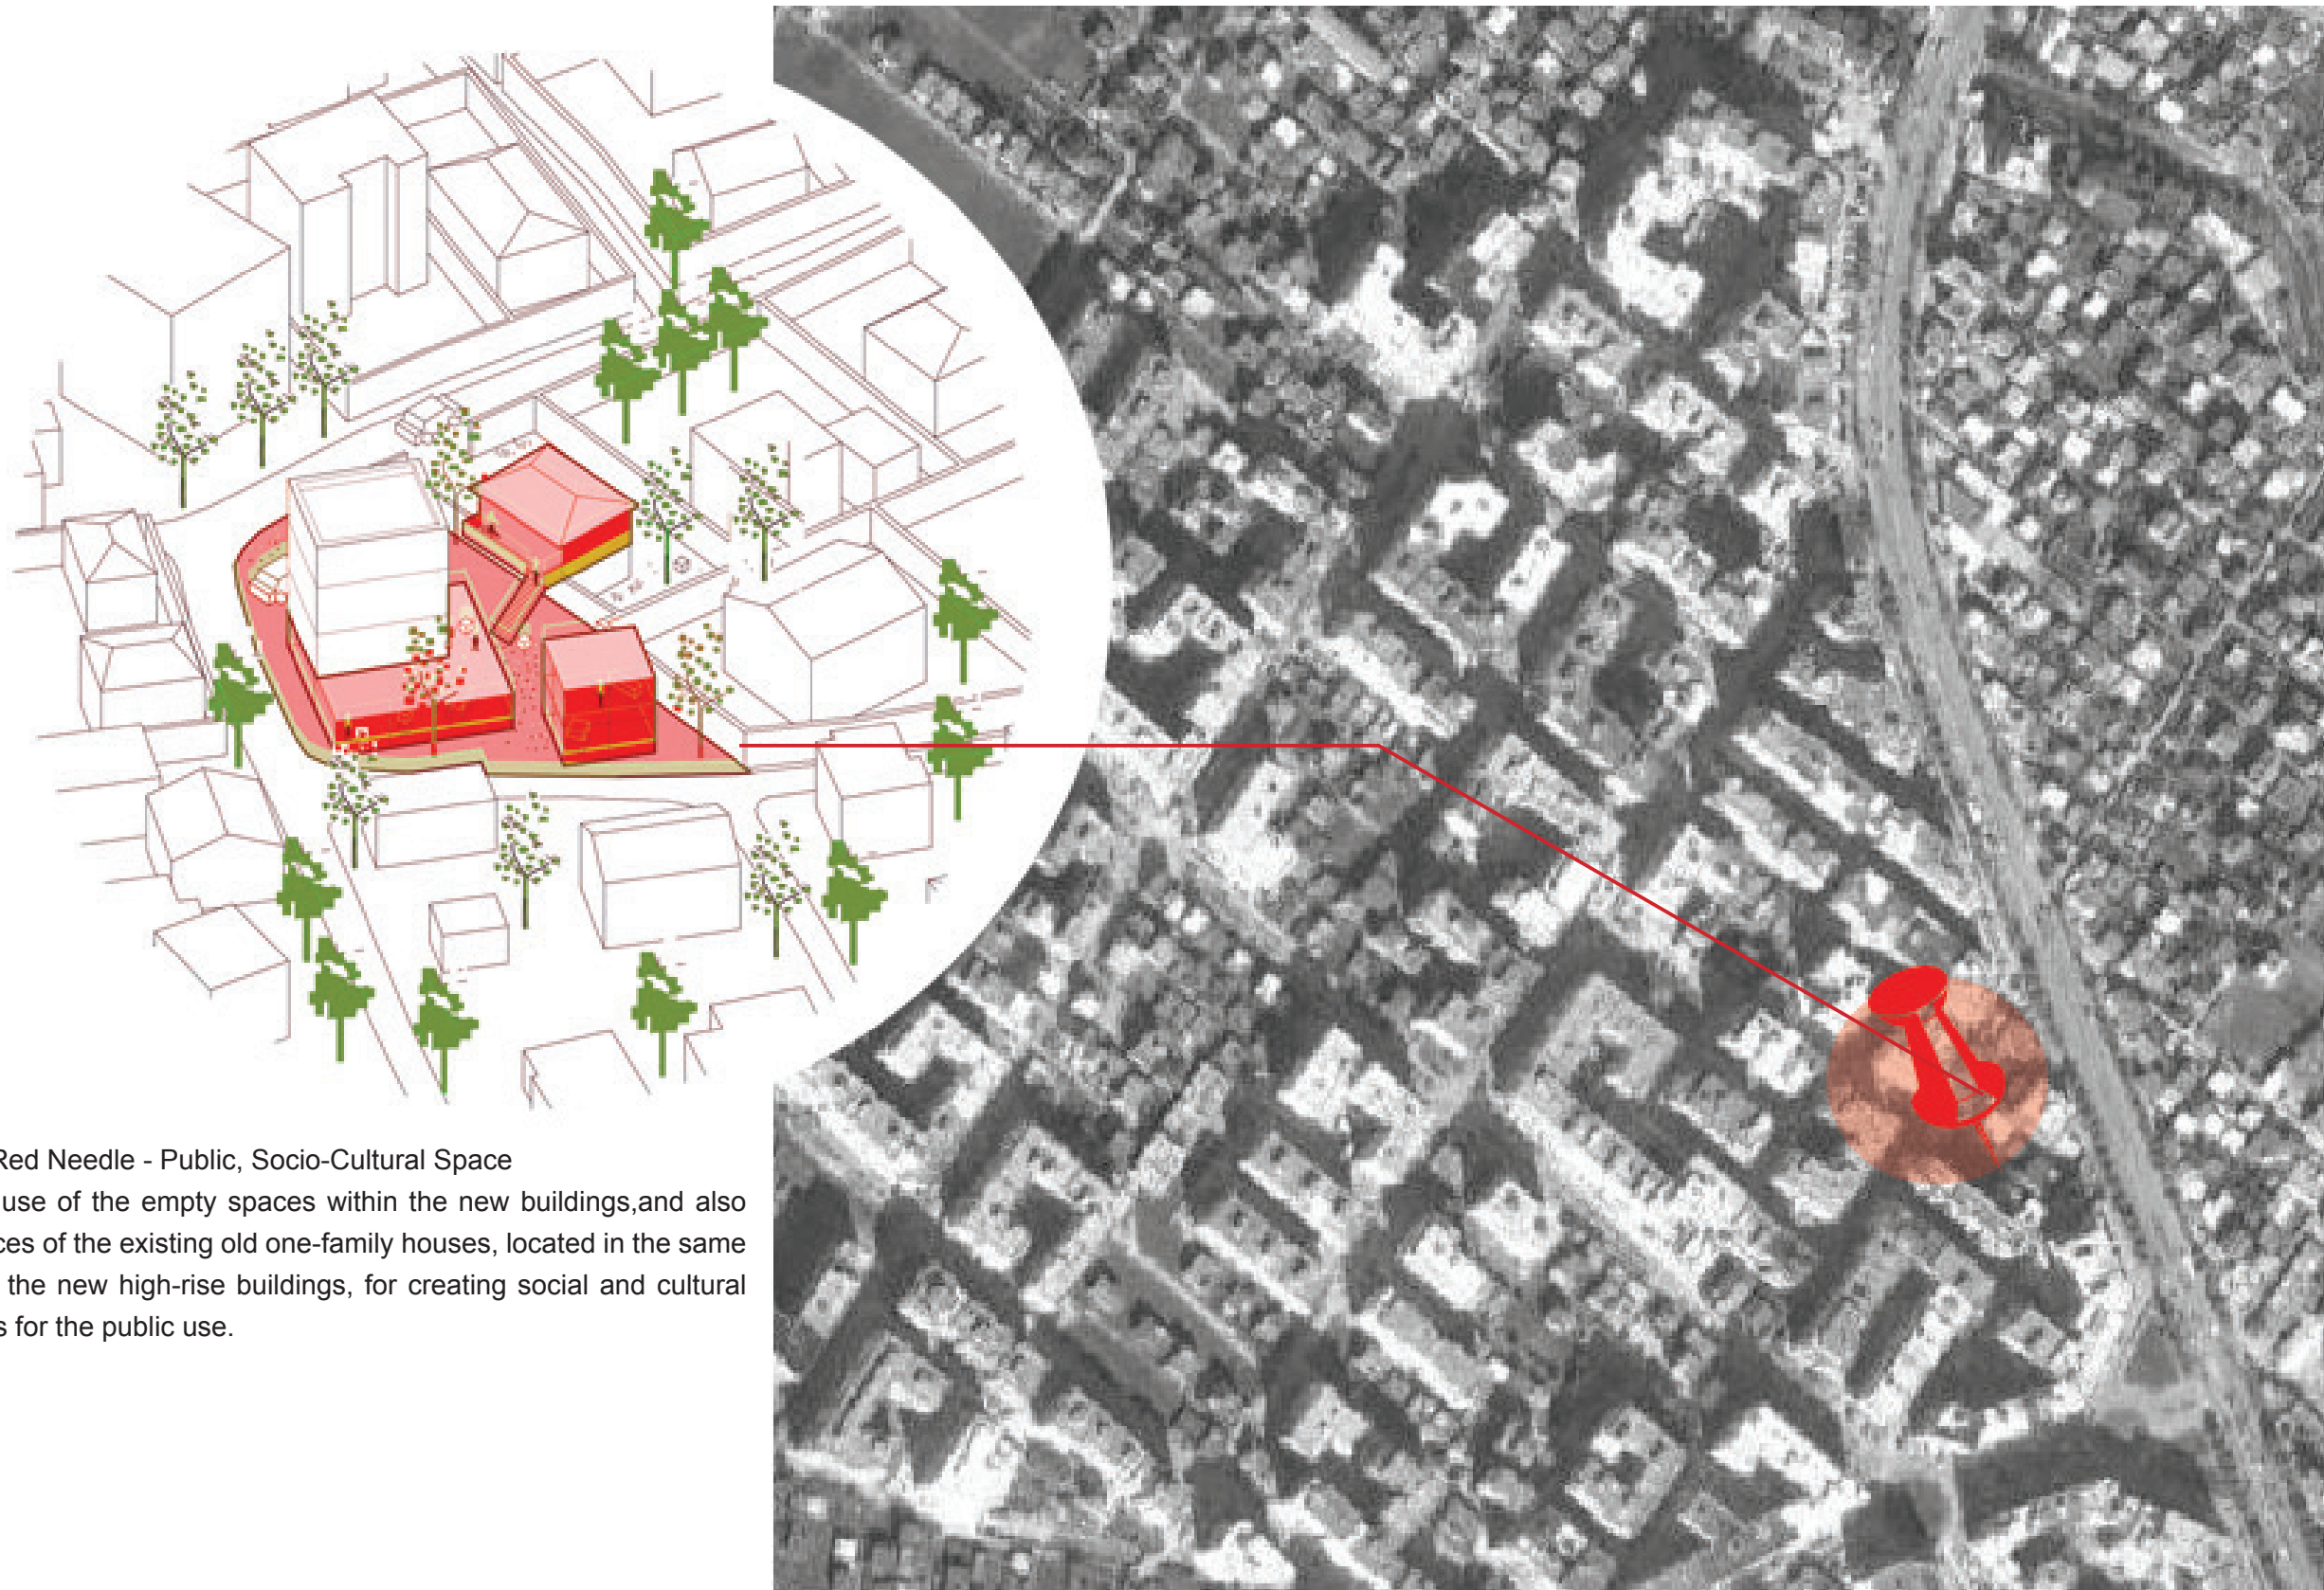 Red Needle - Public, Socio-Cultural Space
use of the empty spaces within the new buildings,and also
ces of the existing old one-family houses, located in the same
the new high-rise buildings, for creating social and cultural
s for the public use.